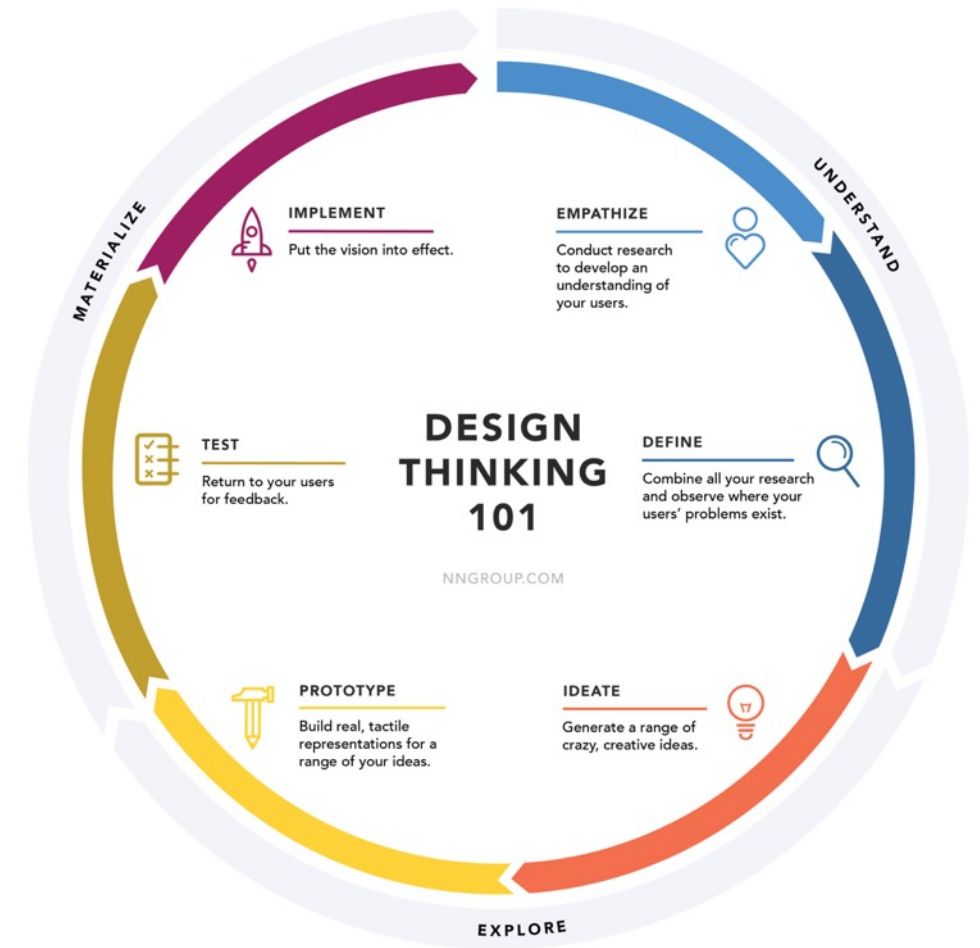 DESIGN
THINKING
101
NNGROUP.COM
UNDERSTAND
EMPATHIZE
Conduct research
to develop an
understanding of
your users.
DEFINE
Combine all your research
and observe where your
users' problems exist.
EXPLORE
IDEATE
Generate a range of
crazy, creative ideas.
PROTOTYPE
Build real, tactile
representations for a
range of your ideas.
MATERIALIZE
TEST
Return to your users
for feedback.
IMPLEMENT
Put the vision into effect.